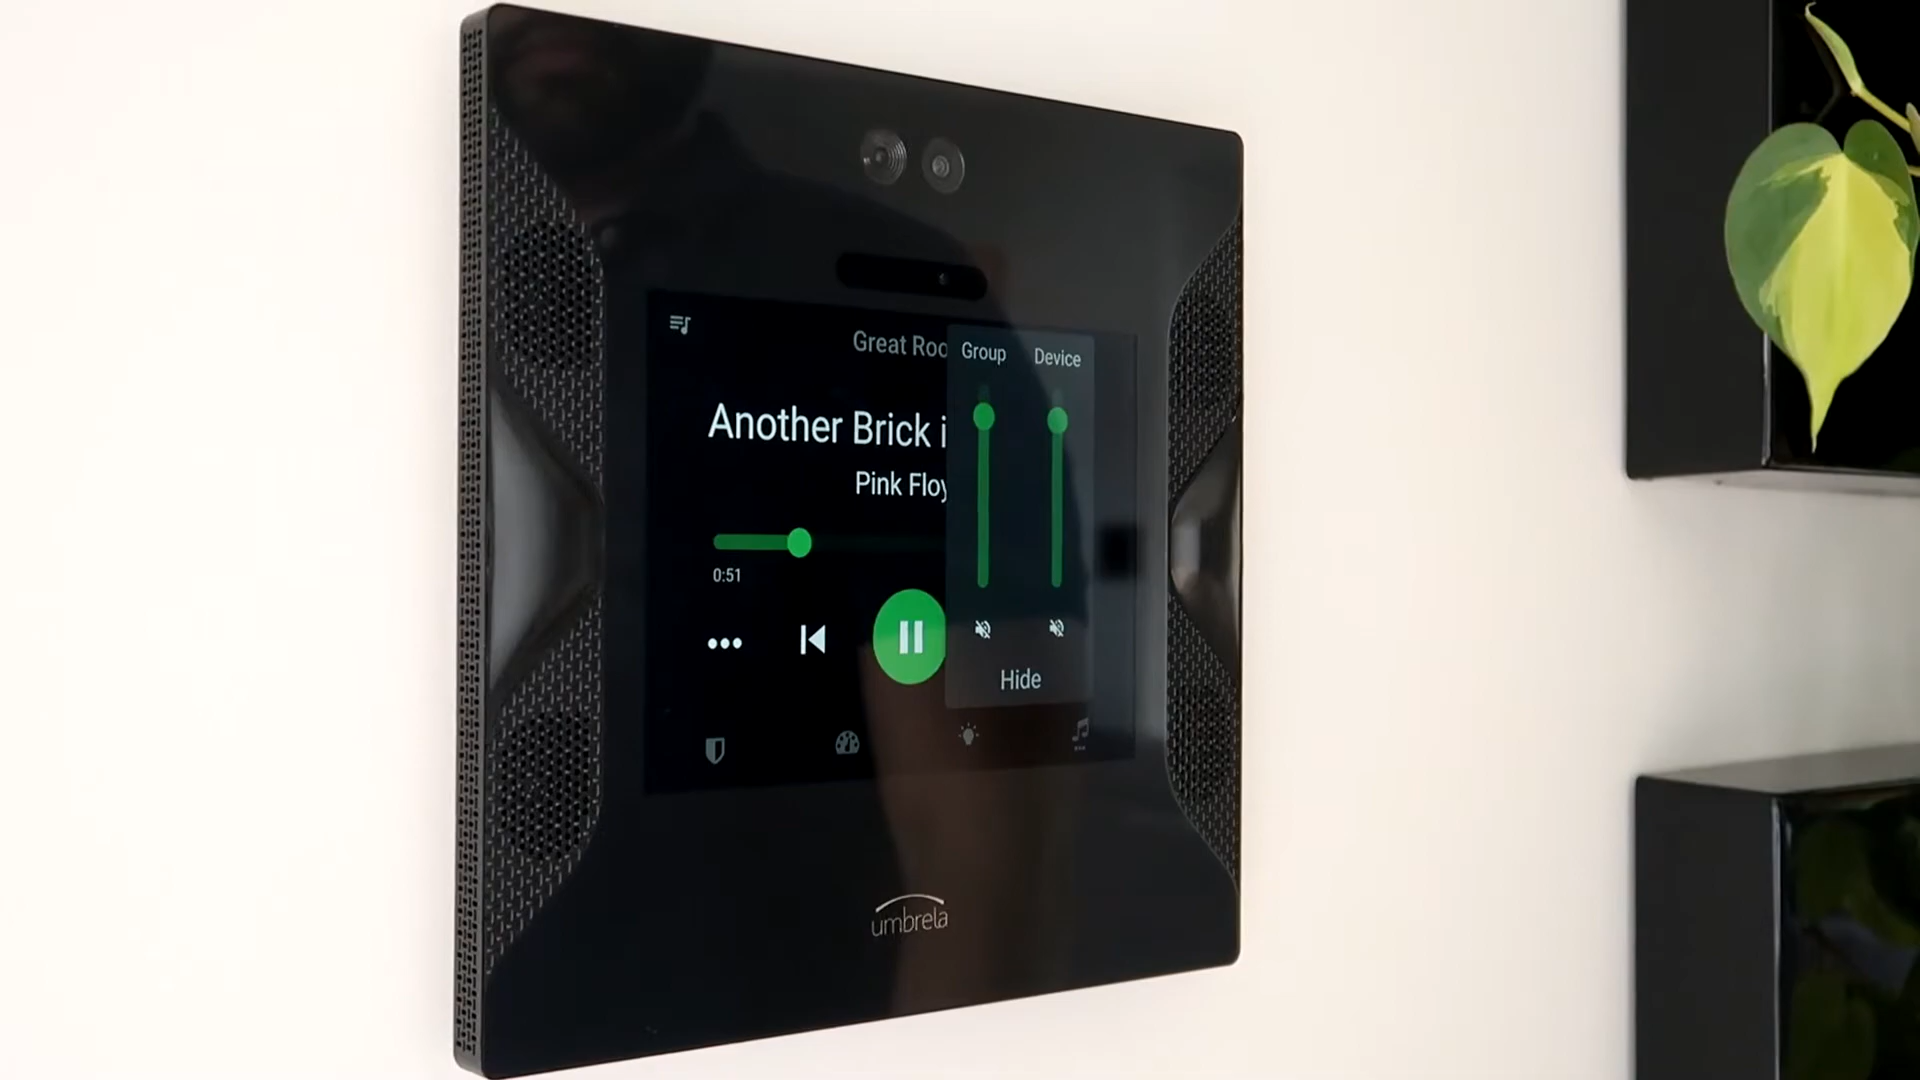 Great Roo
Group Device
Another Brick i
Pink Floy
0:51
Hide
umbrela